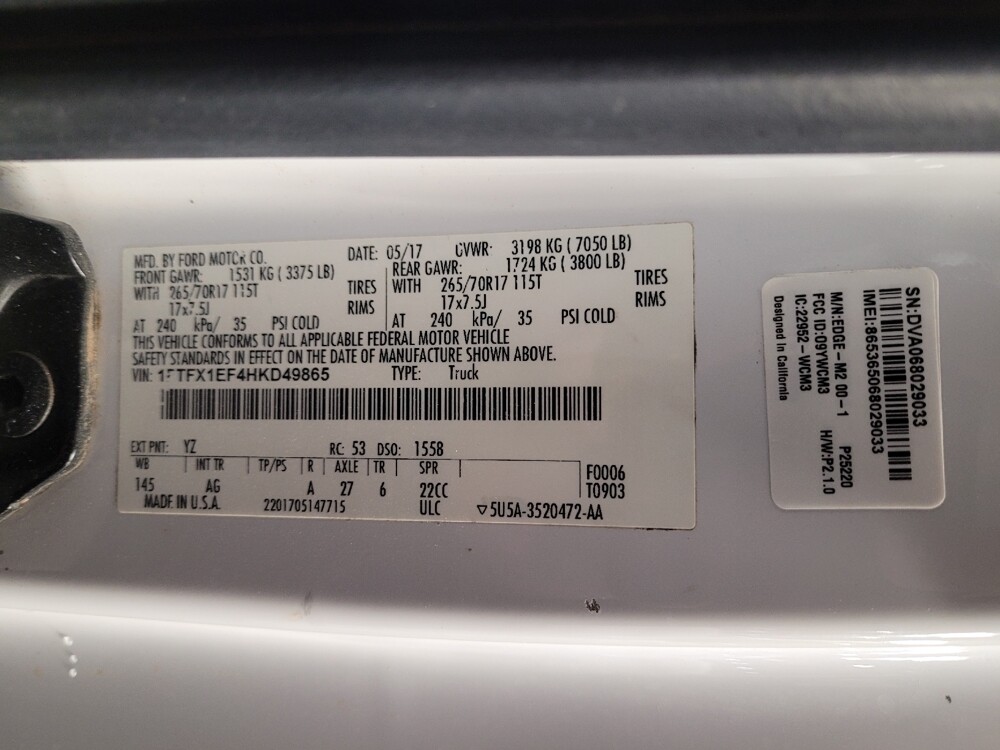 MFD. BY FORD MOTOR CO.
DATE: 05/17 GVWR: 3198 KG ( 7050 LB)
FRONT GAWR: 1531 KG ( 3375 LB) REAR GAWR: 1724 KG ( 3800 LB)
WITH 265/70R17 115T TIRES WITH 265/70R17 115T TIRES
17x7.5J RIMS 17x7.5J RIMS
AT 240 kPa/ 35 PSI COLD AT 240 kPa/ 35 PSI COLD
THIS VEHICLE CONFORMS TO ALL APPLICABLE FEDERAL MOTOR VEHICLE
SAFETY STANDARDS IN EFFECT ON THE DATE OF MANUFACTURE SHOWN ABOVE.
VIN: 1FTFX1EF4HKD49865 TYPE: Truck
EXT PNT: YZ RC: 53 DSO: 1558
WB INT TR TP/PS R AXLE TR SPR F0006
145 AG A 27 6 22CC T0903
MADE IN U.S.A. 2201705147715 ULC ▽5U5A-3520472-AA
SN:DVA068029033
IMEI:865365068029033
M/N:EDGE-M2 00-1 P25220
FCC ID:O9YWCM3 H/W:P2.1.0
IC:22952-WCM3
Designed in California